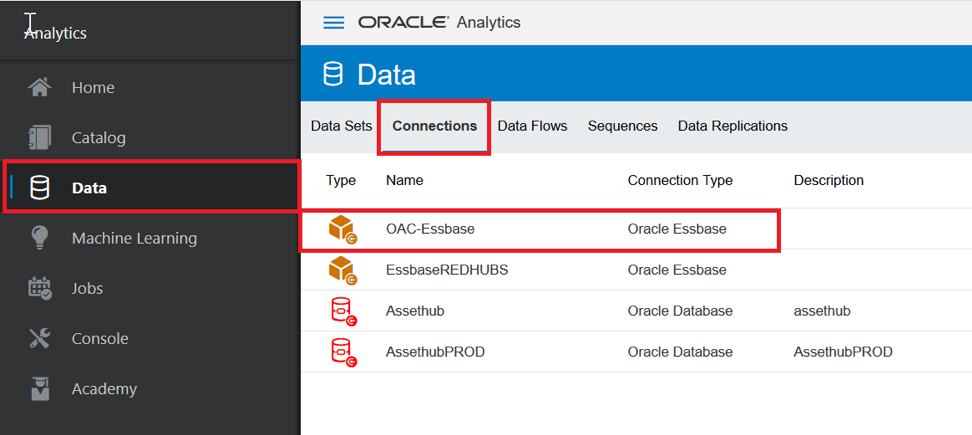 Analytics
Home
Catalog
Data
Machine Learning
Jobs
Console
Academy
ORACLE® Analytics
Data
Data Sets Connections Data Flows Sequences Data Replications
Type Name Connection Type Description
OAC-Essbase Oracle Essbase
EssbaseREDHUBS Oracle Essbase
Assethub Oracle Database assethub
AssethubPROD Oracle Database AssethubPROD